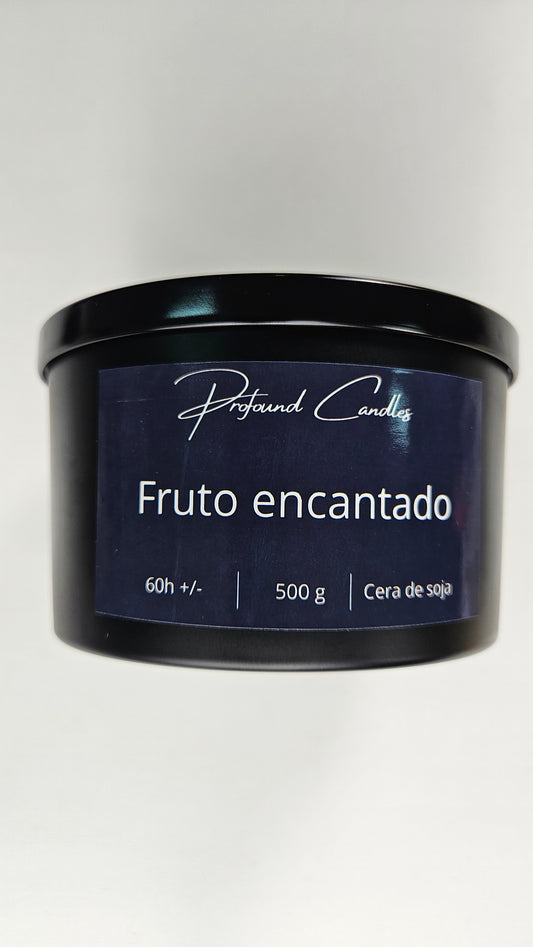 Profound Candles
Fruto encantado
60h +/- | 500 g | Cera de soja